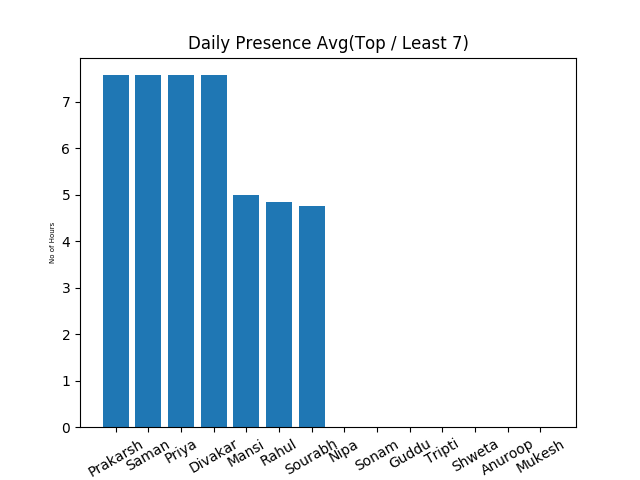 Daily Presence Avg(Top / Least 7)
7
6
5
4
3
2
1
0
No of Hours
Prakarsh
Saman
Priya
Divakar
Mansi
Rahul
Sourabh
Nipa
Sonam
Guddu
Tripti
Shweta
Anuroop
Mukesh